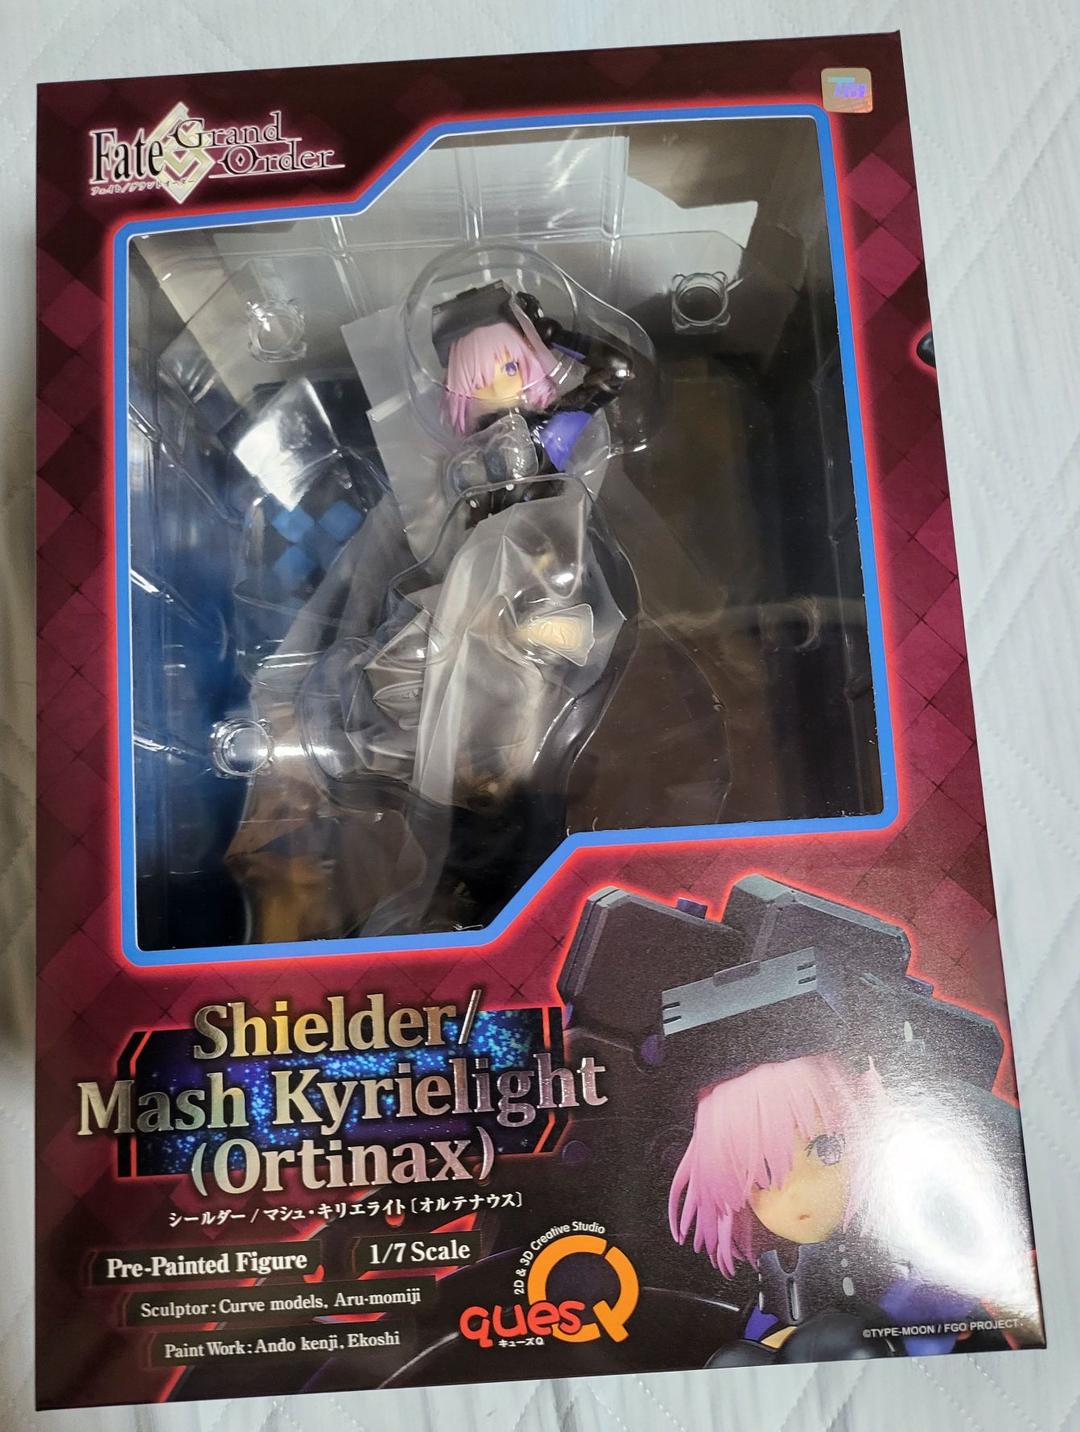 Fate/Grand Order
フェイト/グランドオーダー
Shielder/
Mash Kyrielight
(Ortinax)
シールダー / マシュ・キリエライト〔オルテナウス〕
Pre-Painted Figure
1/7 Scale
Sculptor : Curve models, Aru-momiji
Paint Work : Ando kenji, Ekoshi
2D & 3D Creative Studio
quesQ
キューズQ
©TYPE-MOON / FGO PROJECT